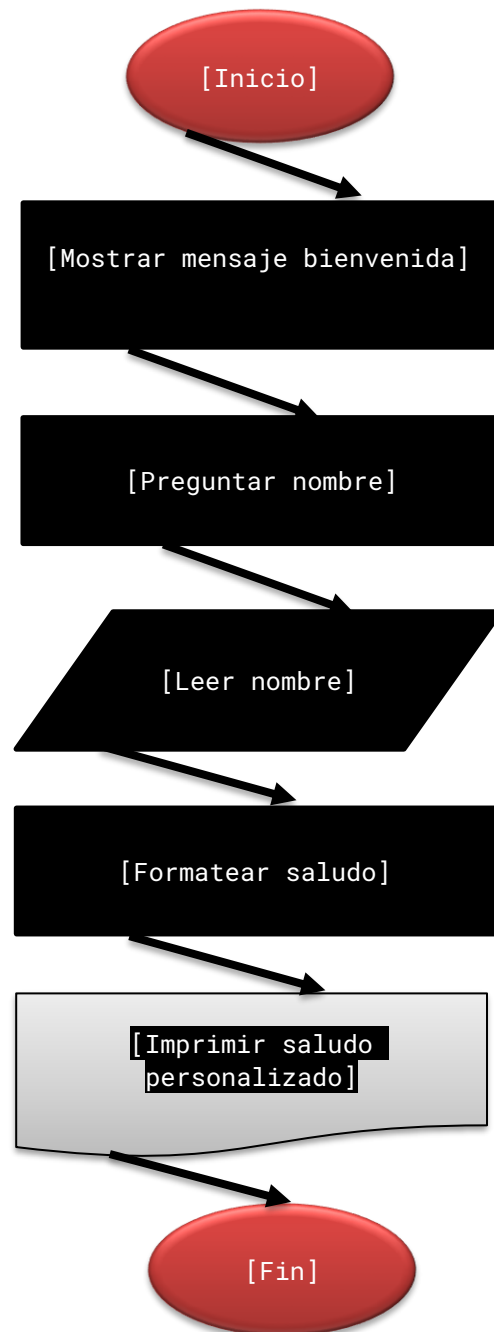 [Inicio]
[Mostrar mensaje bienvenida]
[Preguntar nombre]
[Leer nombre]
[Formatear saludo]
[Imprimir saludo
personalizado]
[Fin]